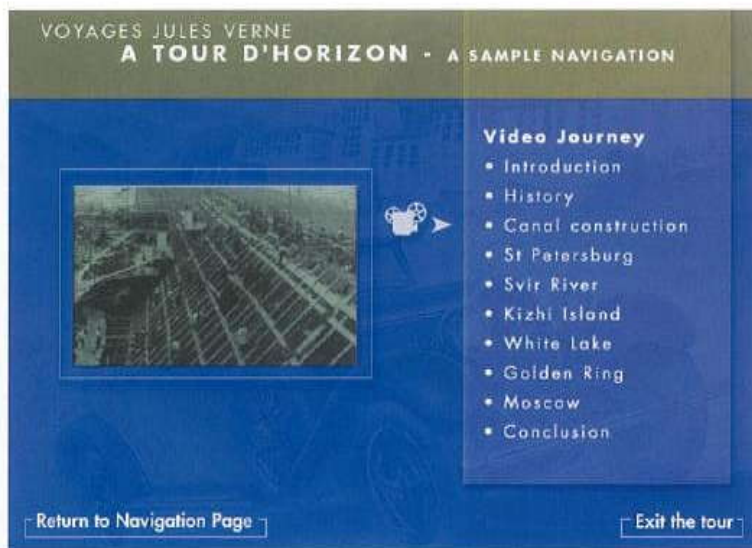 VOYAGES JULES VERNE
A TOUR D'HORIZON - A SAMPLE NAVIGATION
Video Journey
• Introduction
• History
• Canal construction
• St Petersburg
• Svir River
• Kizhi Island
• White Lake
• Golden Ring
• Moscow
• Conclusion
Return to Navigation Page
Exit the tour